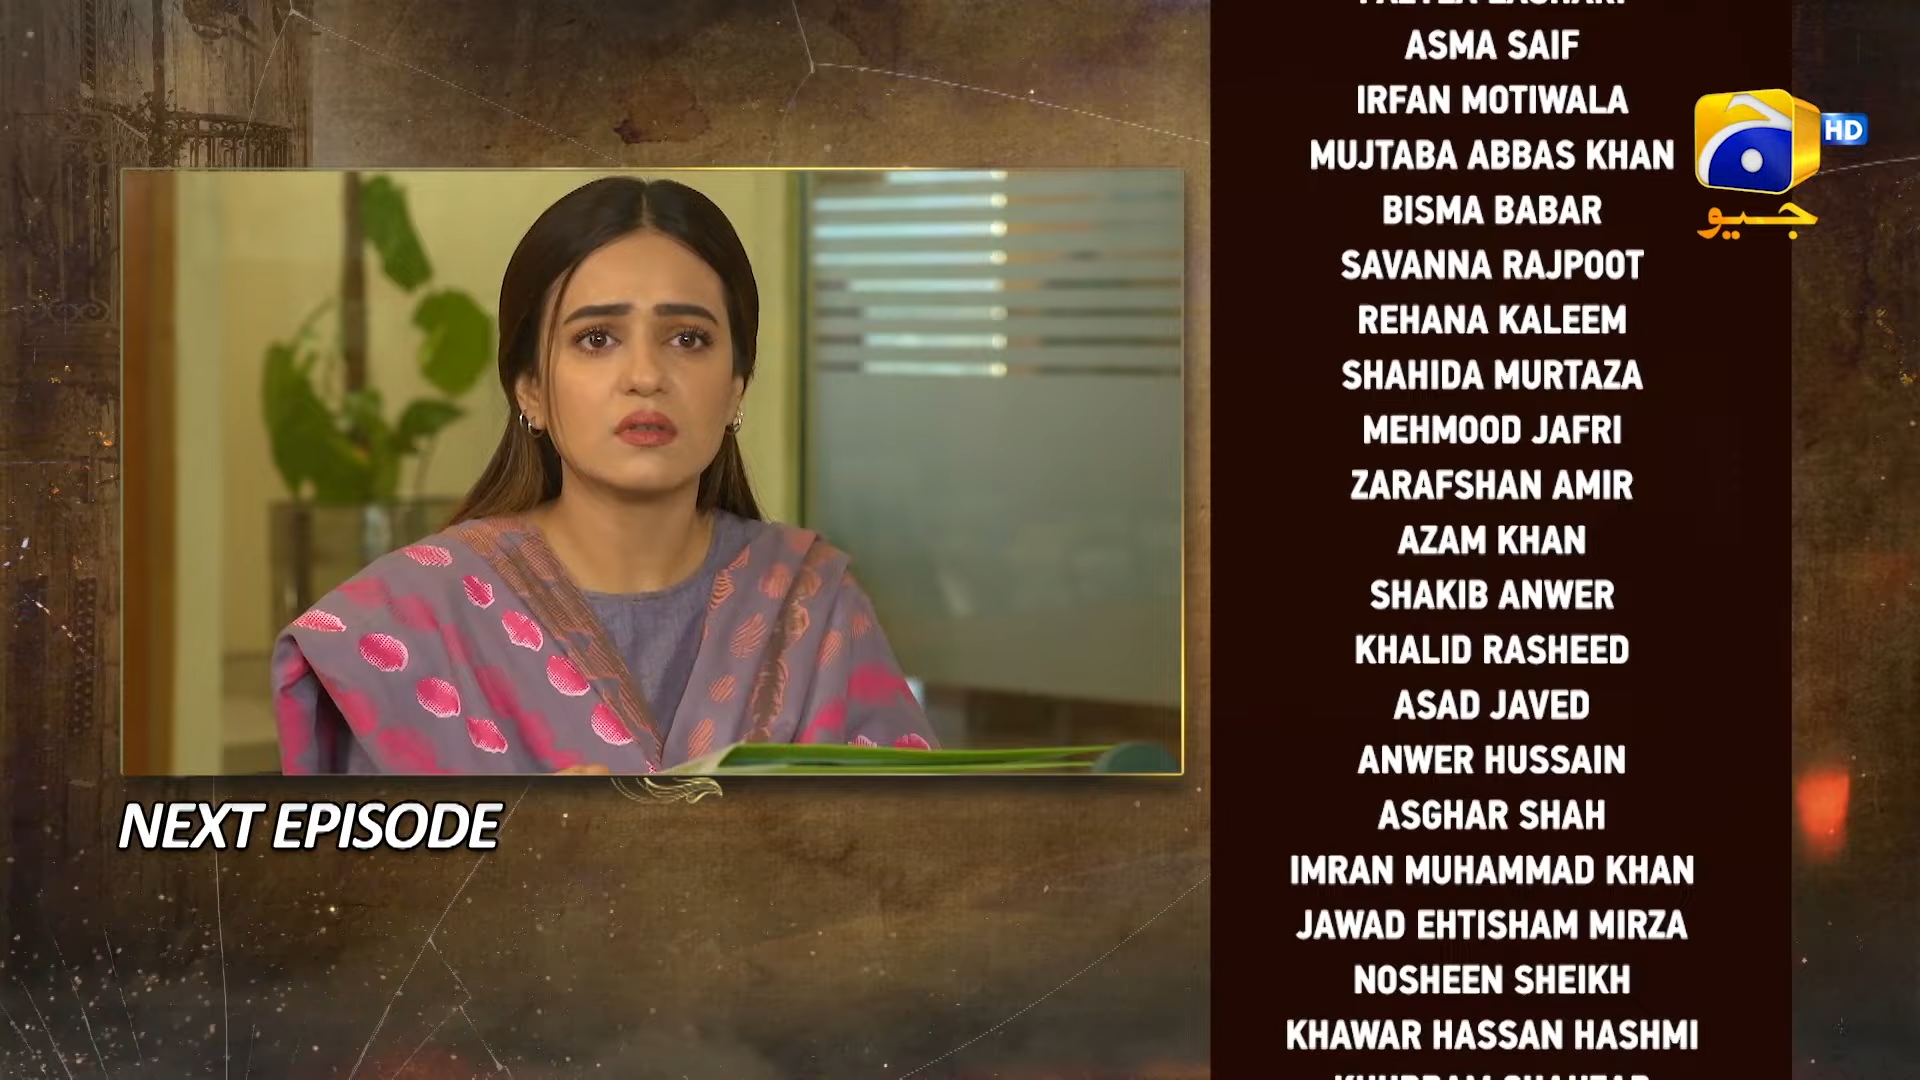 ASMA SAIF
IRFAN MOTIWALA
MUJTABA ABBAS KHAN
HD
BISMA BABAR
جیو
SAVANNA RAJPOOT
REHANA KALEEM
SHAHIDA MURTAZA
MEHMOOD JAFRI
ZARAFSHAN AMIR
AZAM KHAN
SHAKIB ANWER
KHALID RASHEED
ASAD JAVED
ANWER HUSSAIN
ASGHAR SHAH
IMRAN MUHAMMAD KHAN
JAWAD EHTISHAM MIRZA
NOSHEEN SHEIKH
KHAWAR HASSAN HASHMI
NEXT EPISODE